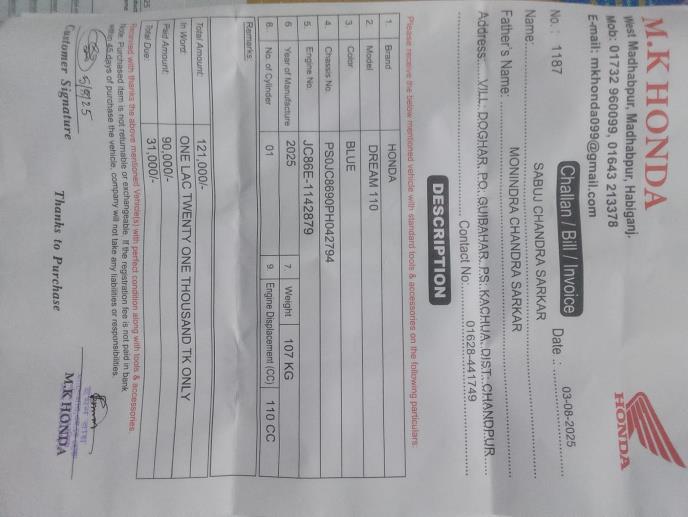 M.K HONDA
HONDA
West Madhabpur, Madhabpur, Habiganj.
Mob: 01732 960099, 01643 213378
E-mail: mkhonda099@gmail.com
Challan / Bill / Invoice
No. : 1187
Date : 03-08-2025
Name: SABUJ CHANDRA SARKAR
Father's Name: MONINDRA CHANDRA SARKAR
Address: VILL: DOGHAR, PO: GUIBAHAR, PS: KACHUA, DIST: CHANDPUR
Contact No: 01628-441749
DESCRIPTION
Please receive the below mentioned vehicle with standard tools & accessories on the following particulars:
1. Brand HONDA
2. Model DREAM 110
3. Color BLUE
4. Chassis No. PS0JC8690PH042794
5. Engine No. JC86E-1142879
6 Year of Manufacture 2025 7. Weight 107 KG
8. No. of Cylinder 01 9. Engine Displacement (CC) 110 CC
Remarks:
Total Amount: 121,000/-
In Word: ONE LAC TWENTY ONE THOUSAND TK ONLY
Paid Amount: 90,000/-
Total Due: 31,000/-
Received with thanks the above mentioned Vehicle(s) with perfect condition along with tools & accessories.
Note: Purchased item is not returnable or exchangeable. If the registration fee is not paid in bank
45 days of purchase the vehicle, company will not take any liabilities or responsibilities.
Customer Signature
Thanks to Purchase
M.K HONDA